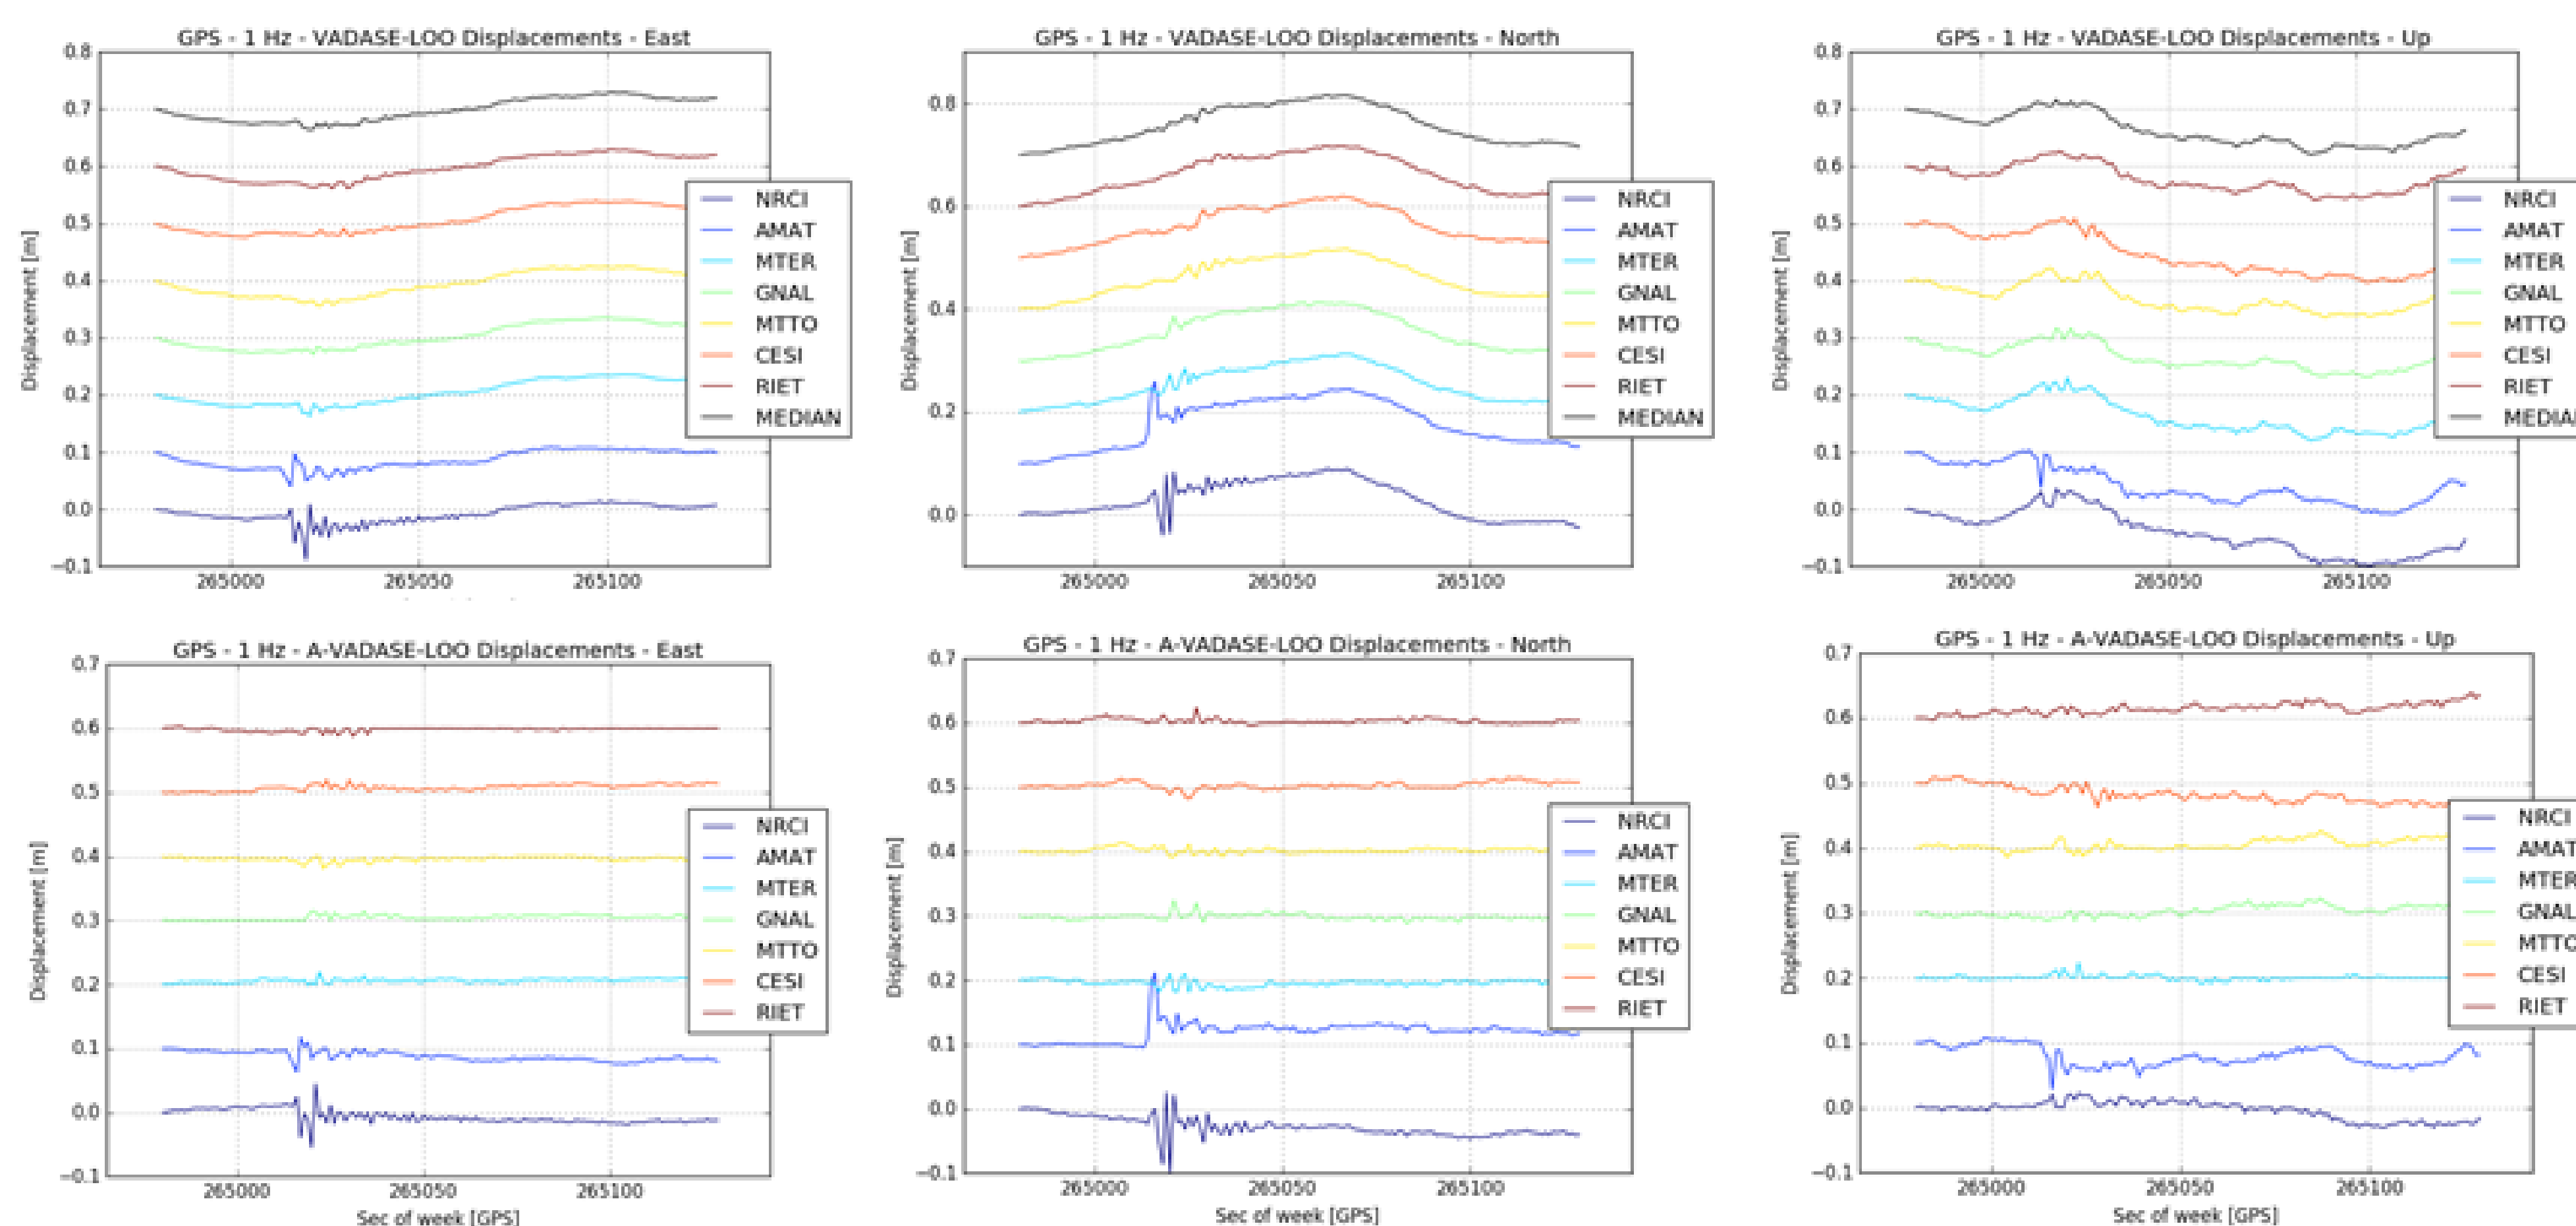 GPS - 1 Hz - VADASE-LOO Displacements - East
0.8
0.7
0.6
0.5
0.4
0.3
0.2
0.1
0.0
−0.1
Displacement [m]
265000 265050 265100
NRCI
AMAT
MTER
GNAL
MTTO
CESI
RIET
MEDIAN
GPS - 1 Hz - VADASE-LOO Displacements - North
0.8
0.6
0.4
0.2
0.0
Displacement [m]
265000 265050 265100
NRCI
AMAT
MTER
GNAL
MTTO
CESI
RIET
MEDIAN
GPS - 1 Hz - VADASE-LOO Displacements - Up
0.8
0.7
0.6
0.5
0.4
0.3
0.2
0.1
0.0
−0.1
Displacement [m]
265000 265050 265100
NRCI
AMAT
MTER
GNAL
MTTO
CESI
RIET
MEDIA
GPS - 1 Hz - A-VADASE-LOO Displacements - East
0.7
0.6
0.5
0.4
0.3
0.2
0.1
0.0
−0.1
Displacement [m]
265000 265050 265100
Sec of week [GPS]
NRCI
AMAT
MTER
GNAL
MTTO
CESI
RIET
GPS - 1 Hz - A-VADASE-LOO Displacements - North
0.7
0.6
0.5
0.4
0.3
0.2
0.1
0.0
−0.1
Displacement [m]
265000 265050 265100
Sec of week [GPS]
NRCI
AMAT
MTER
GNAL
MTTO
CESI
RIET
GPS - 1 Hz - A-VADASE-LOO Displacements - Up
0.7
0.6
0.5
0.4
0.3
0.2
0.1
0.0
−0.1
Displacement [m]
265000 265050 265100
Sec of week [GPS]
NRCI
AMAT
MTER
GNAL
MTTO
CESI
RIET